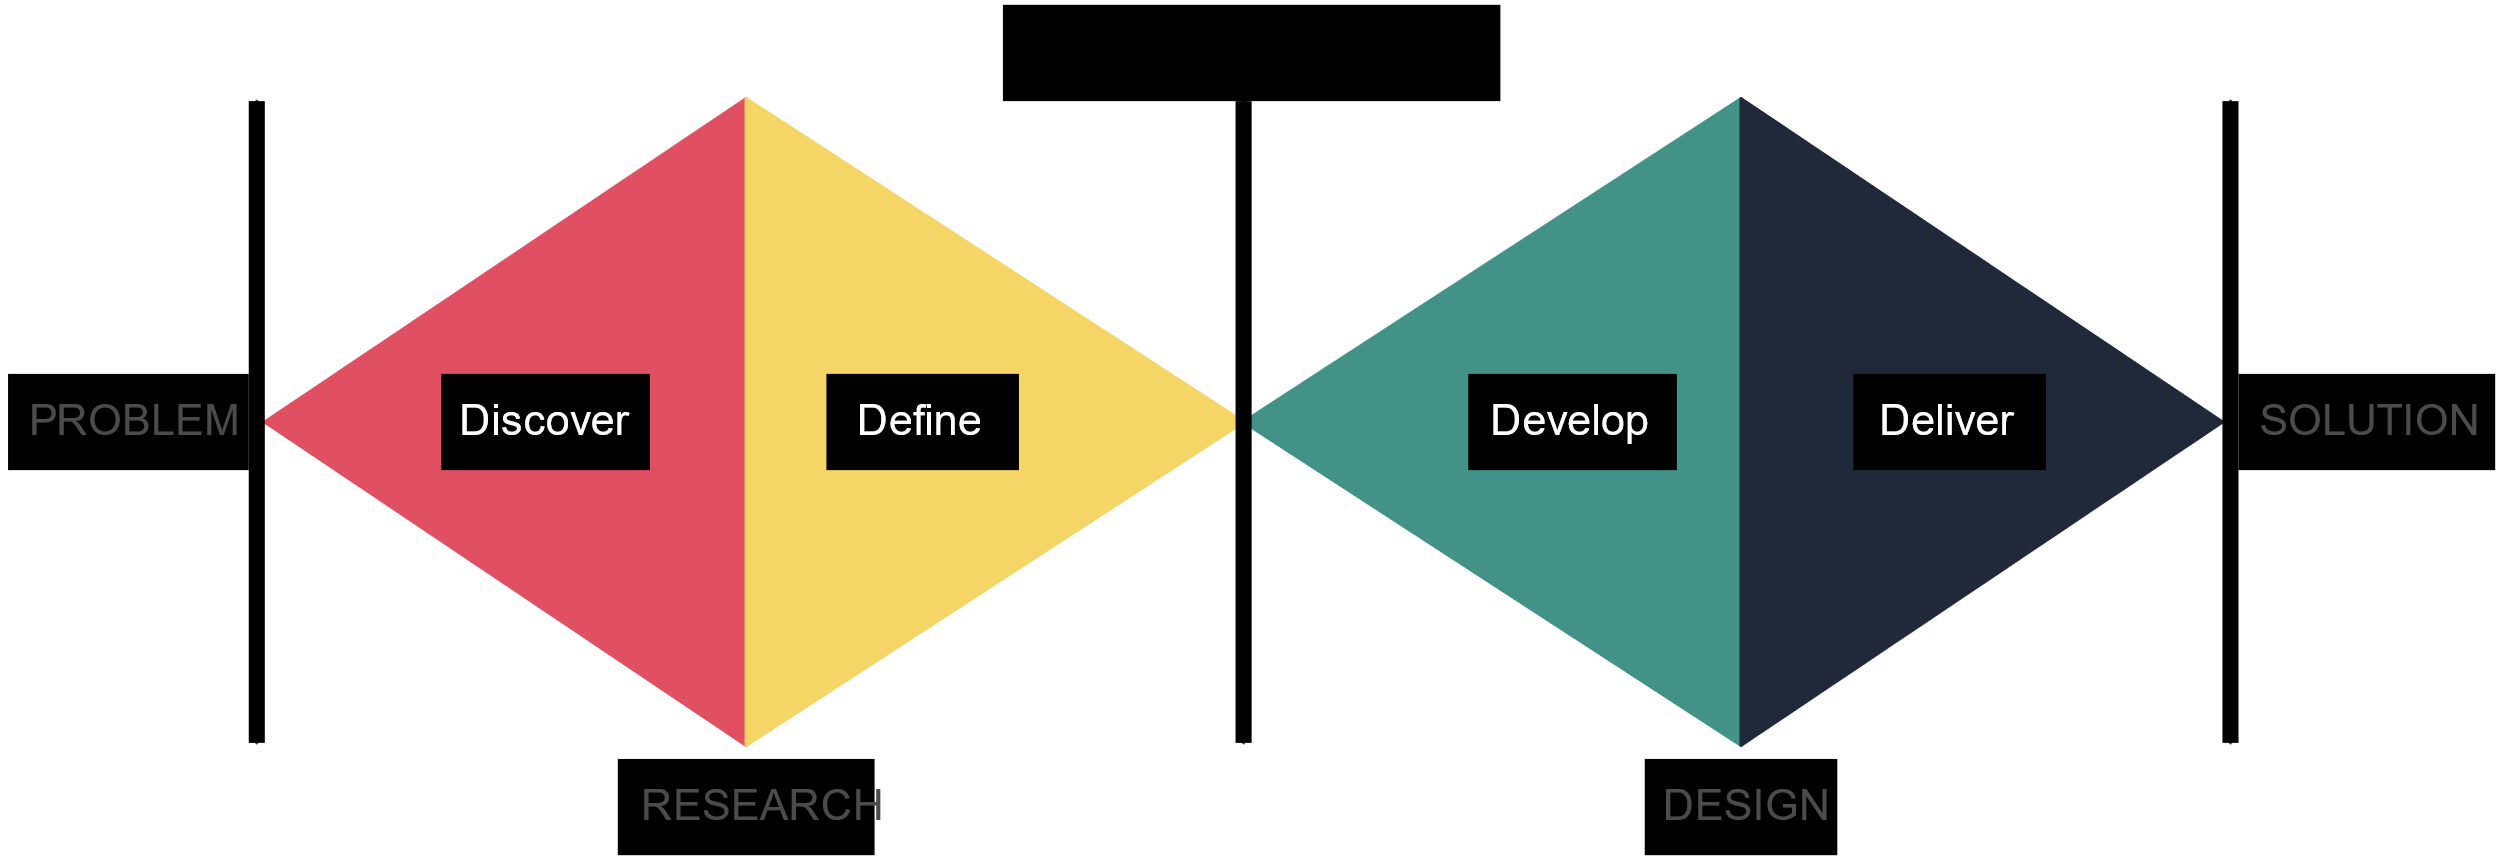 PROBLEM
Discover
Define
Develop
Deliver
SOLUTION
RESEARCH
DESIGN